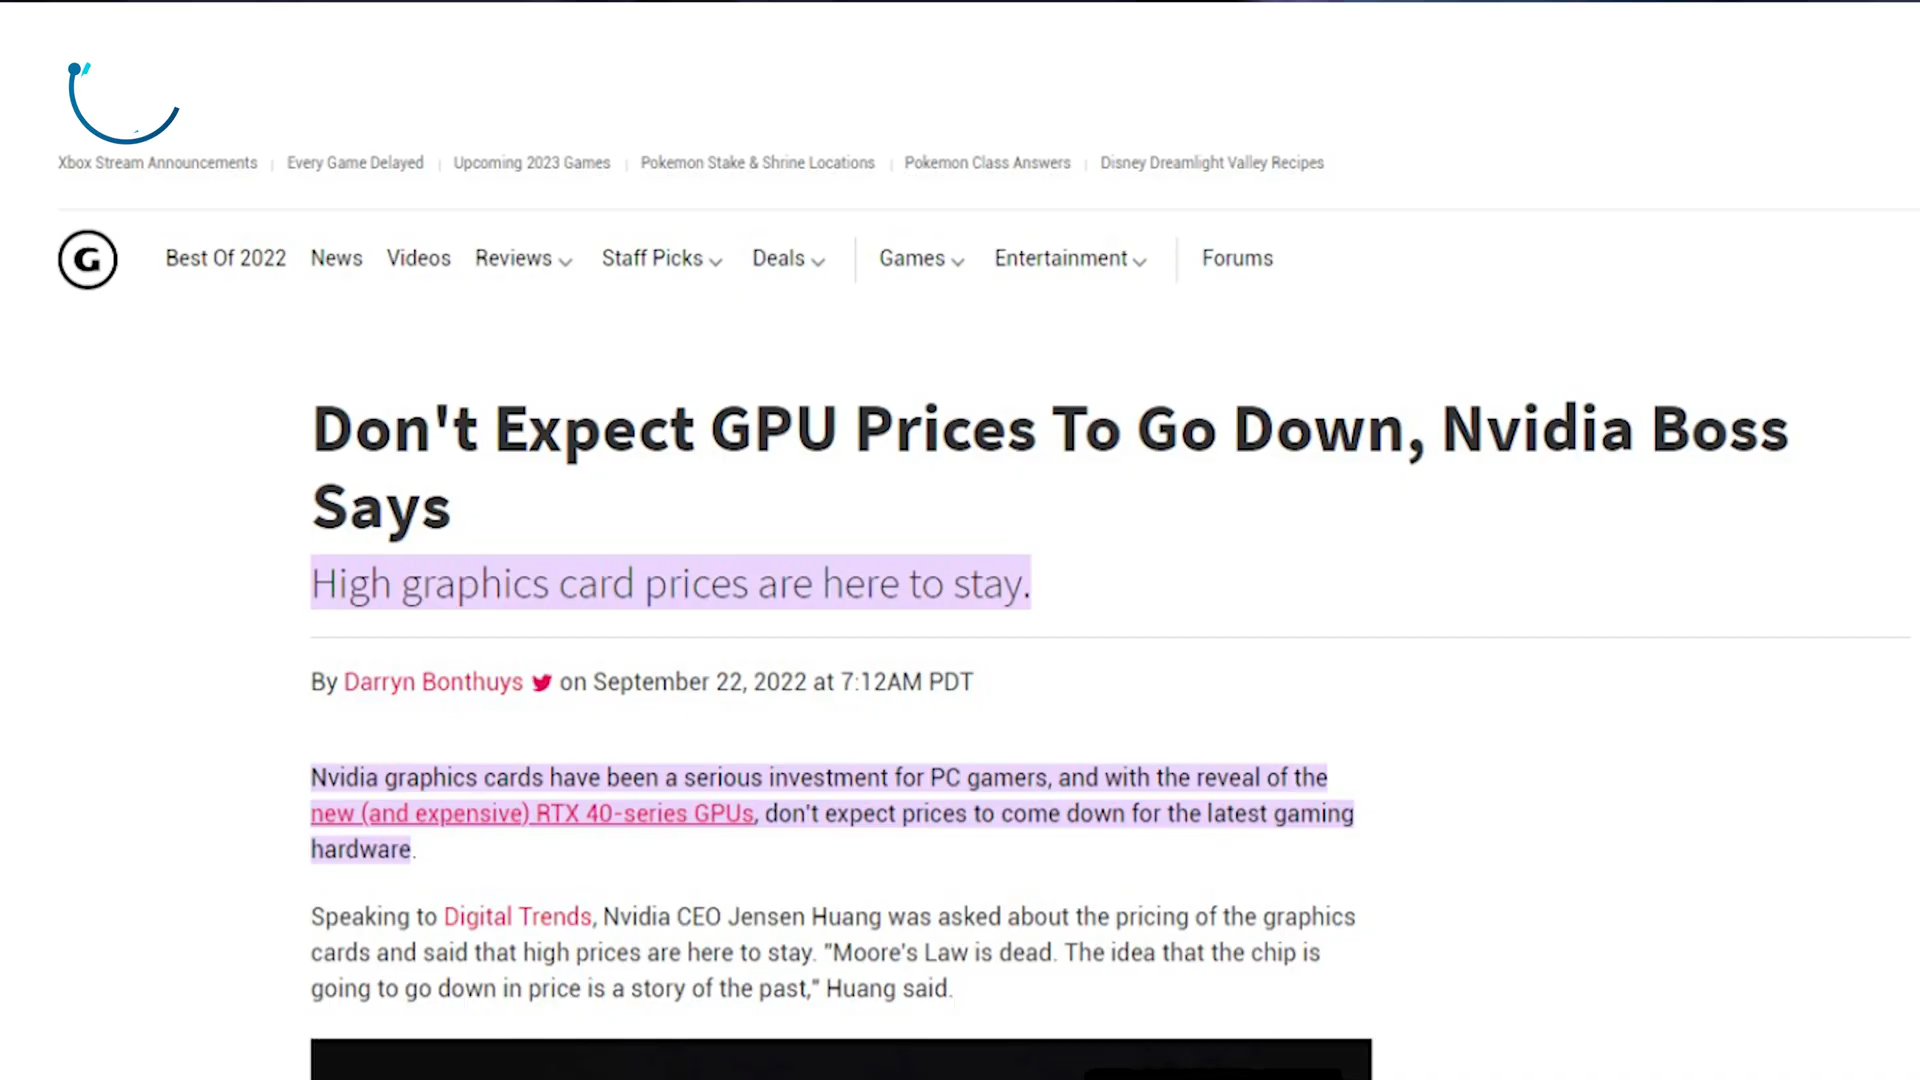 Xbox Stream Announcements | Every Game Delayed | Upcoming 2023 Games | Pokemon Stake & Shrine Locations | Pokemon Class Answers | Disney Dreamlight Valley Recipes
G Best Of 2022 News Videos Reviews Staff Picks Deals Games Entertainment Forums
Don't Expect GPU Prices To Go Down, Nvidia Boss
Says
High graphics card prices are here to stay.
By Darryn Bonthuys on September 22, 2022 at 7:12AM PDT
Nvidia graphics cards have been a serious investment for PC gamers, and with the reveal of the
new (and expensive) RTX 40-series GPUs, don't expect prices to come down for the latest gaming
hardware.
Speaking to Digital Trends, Nvidia CEO Jensen Huang was asked about the pricing of the graphics
cards and said that high prices are here to stay. "Moore's Law is dead. The idea that the chip is
going to go down in price is a story of the past," Huang said.